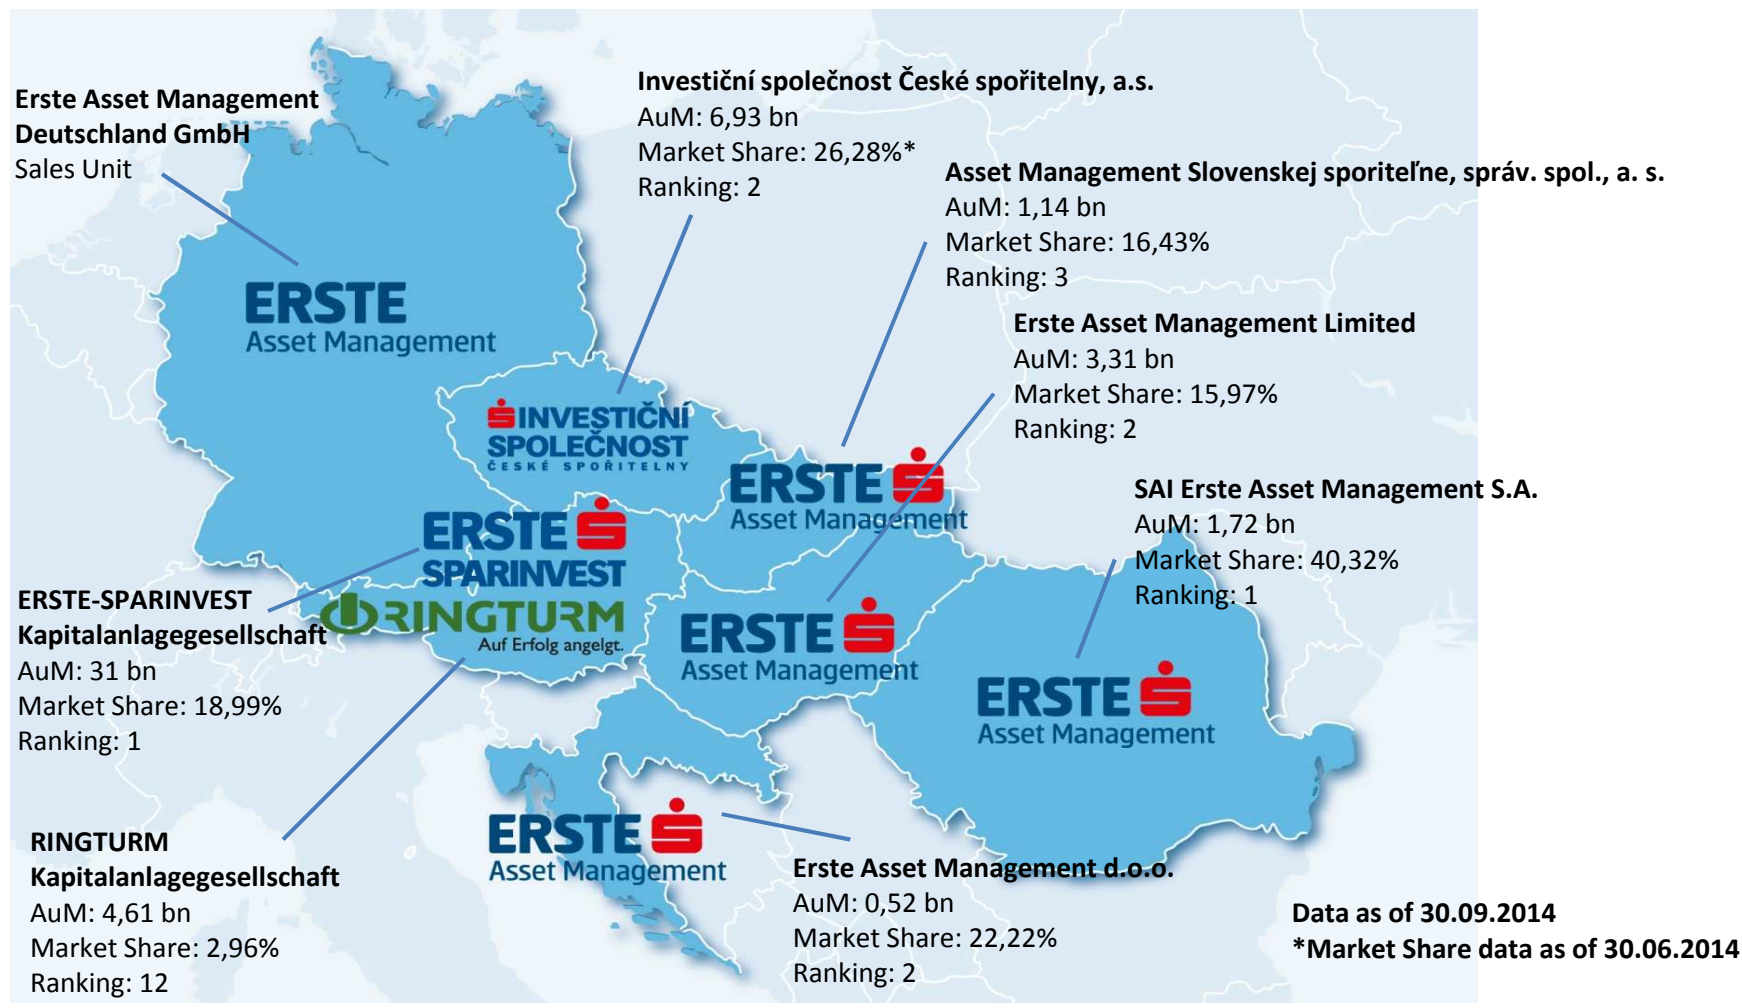 Erste Asset Management
Deutschland GmbH
Sales Unit
Investiční společnost České spořitelny, a.s.
AuM: 6,93 bn
Market Share: 26,28%*
Ranking: 2
Asset Management Slovenskej sporiteľne, správ. spol., a. s.
AuM: 1,14 bn
Market Share: 16,43%
Ranking: 3
Erste Asset Management Limited
AuM: 3,31 bn
Market Share: 15,97%
Ranking: 2
SAI Erste Asset Management S.A.
AuM: 1,72 bn
Market Share: 40,32%
Ranking: 1
ERSTE
Asset Management
INVESTIČNÍ
SPOLEČNOST
ČESKÉ SPOŘITELNY
ERSTE
Asset Management
ERSTE
SPARINVEST
RINGTURM
Auf Erfolg angelgt.
ERSTE
Asset Management
ERSTE
Asset Management
ERSTE
Asset Management
ERSTE-SPARINVEST
Kapitalanlagegesellschaft
AuM: 31 bn
Market Share: 18,99%
Ranking: 1
RINGTURM
Kapitalanlagegesellschaft
AuM: 4,61 bn
Market Share: 2,96%
Ranking: 12
Erste Asset Management d.o.o.
AuM: 0,52 bn
Market Share: 22,22%
Ranking: 2
Data as of 30.09.2014
*Market Share data as of 30.06.2014